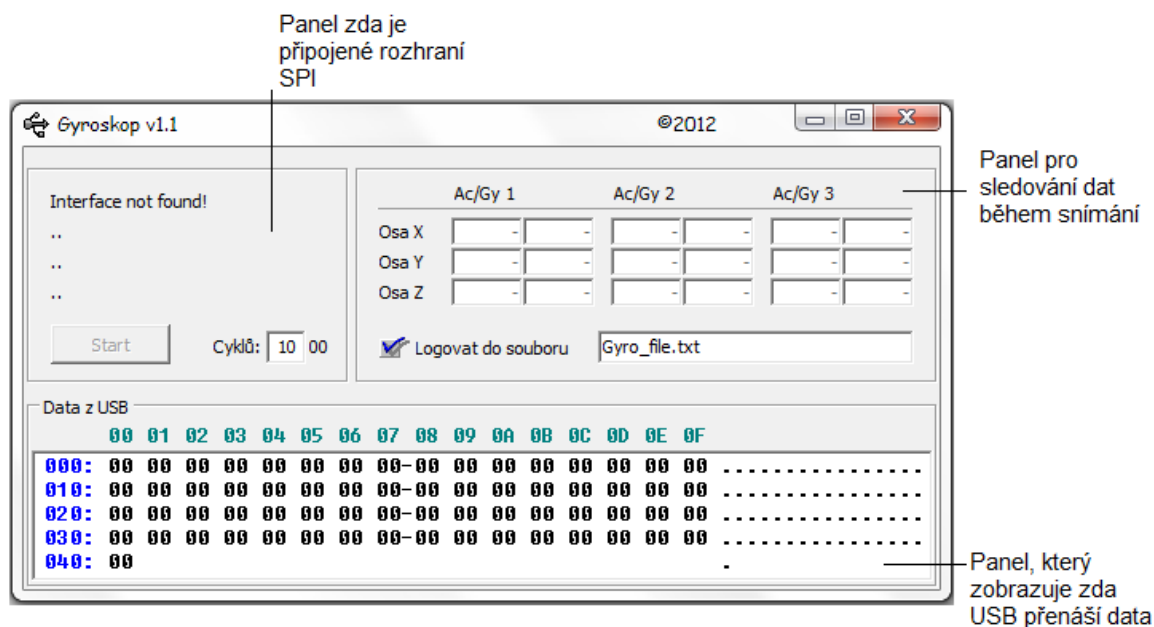 Panel zda je
připojené rozhraní
SPI
Gyroskop v1.1 ©2012
Panel pro
sledování dat
během snímání
Interface not found!
..
..
..
Start Cyklů: 10 00
Ac/Gy 1 Ac/Gy 2 Ac/Gy 3
Osa X - - - - - -
Osa Y - - - - - -
Osa Z - - - - - -
Logovat do souboru Gyro_file.txt
Data z USB
00 01 02 03 04 05 06 07 08 09 0A 0B 0C 0D 0E 0F
000: 00 00 00 00 00 00 00 00-00 00 00 00 00 00 00 00 ................
010: 00 00 00 00 00 00 00 00-00 00 00 00 00 00 00 00 ................
020: 00 00 00 00 00 00 00 00-00 00 00 00 00 00 00 00 ................
030: 00 00 00 00 00 00 00 00-00 00 00 00 00 00 00 00 ................
040: 00 .
Panel, který
zobrazuje zda
USB přenáší data